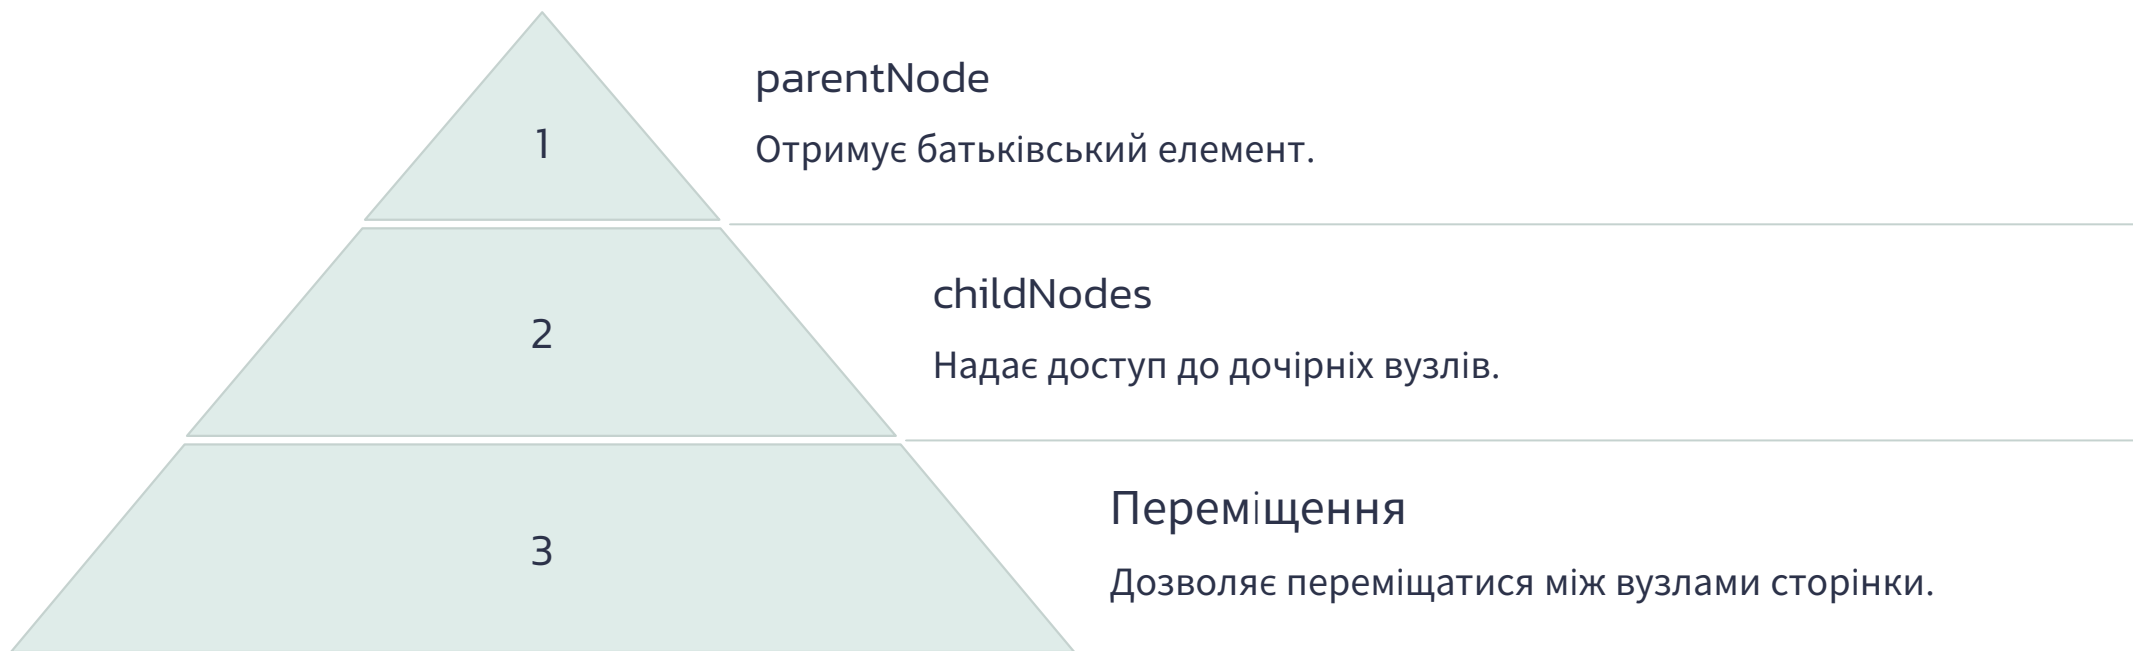 1
parentNode
Отримує батьківський елемент.
2
childNodes
Надає доступ до дочірніх вузлів.
3
Переміщення
Дозволяє переміщатися між вузлами сторінки.